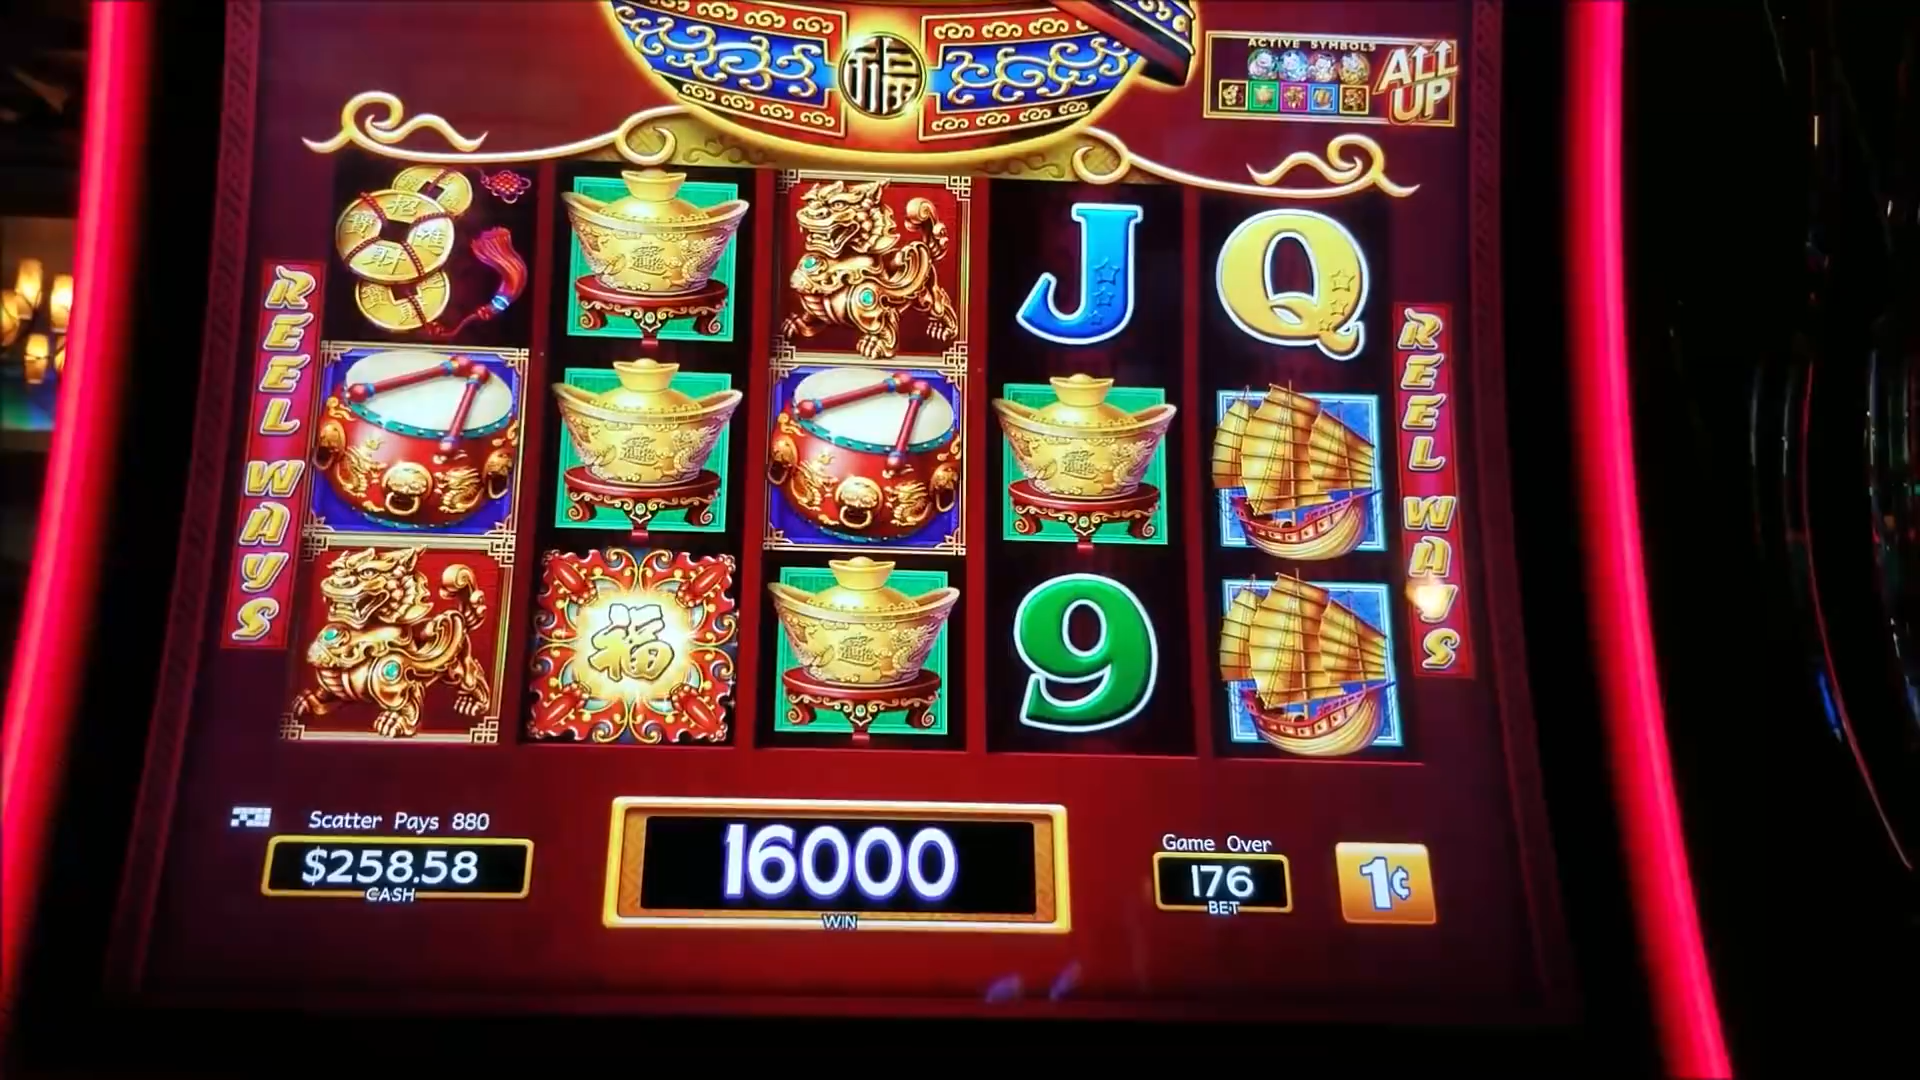 ACTIVE SYMBOLS
ALL
UP
福
REEL WAYS
招
J
Q
REEL WAYS
福
9
Scatter Pays 880
$258.58
CASH
16000
WIN
Game Over
176
BET
1¢